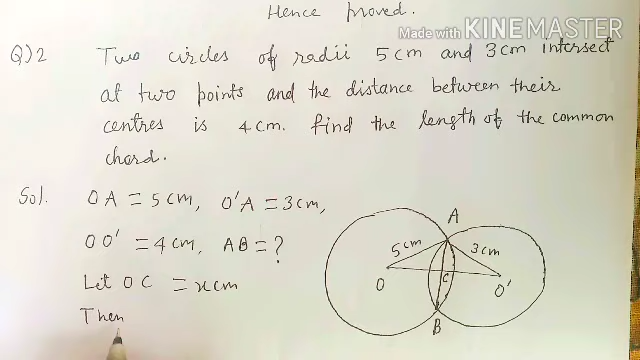 Hence proved.
Made with KINEMASTER
Q)2 Two circles of radii 5cm and 3cm intersect
at two points and the distance between their
centres is 4cm. find the length of the common
chord.
Sol. OA = 5cm, O'A = 3cm,
OO' = 4cm, AB = ?
Let OC = xcm
Then
A
5cm 3cm
O C O'
B